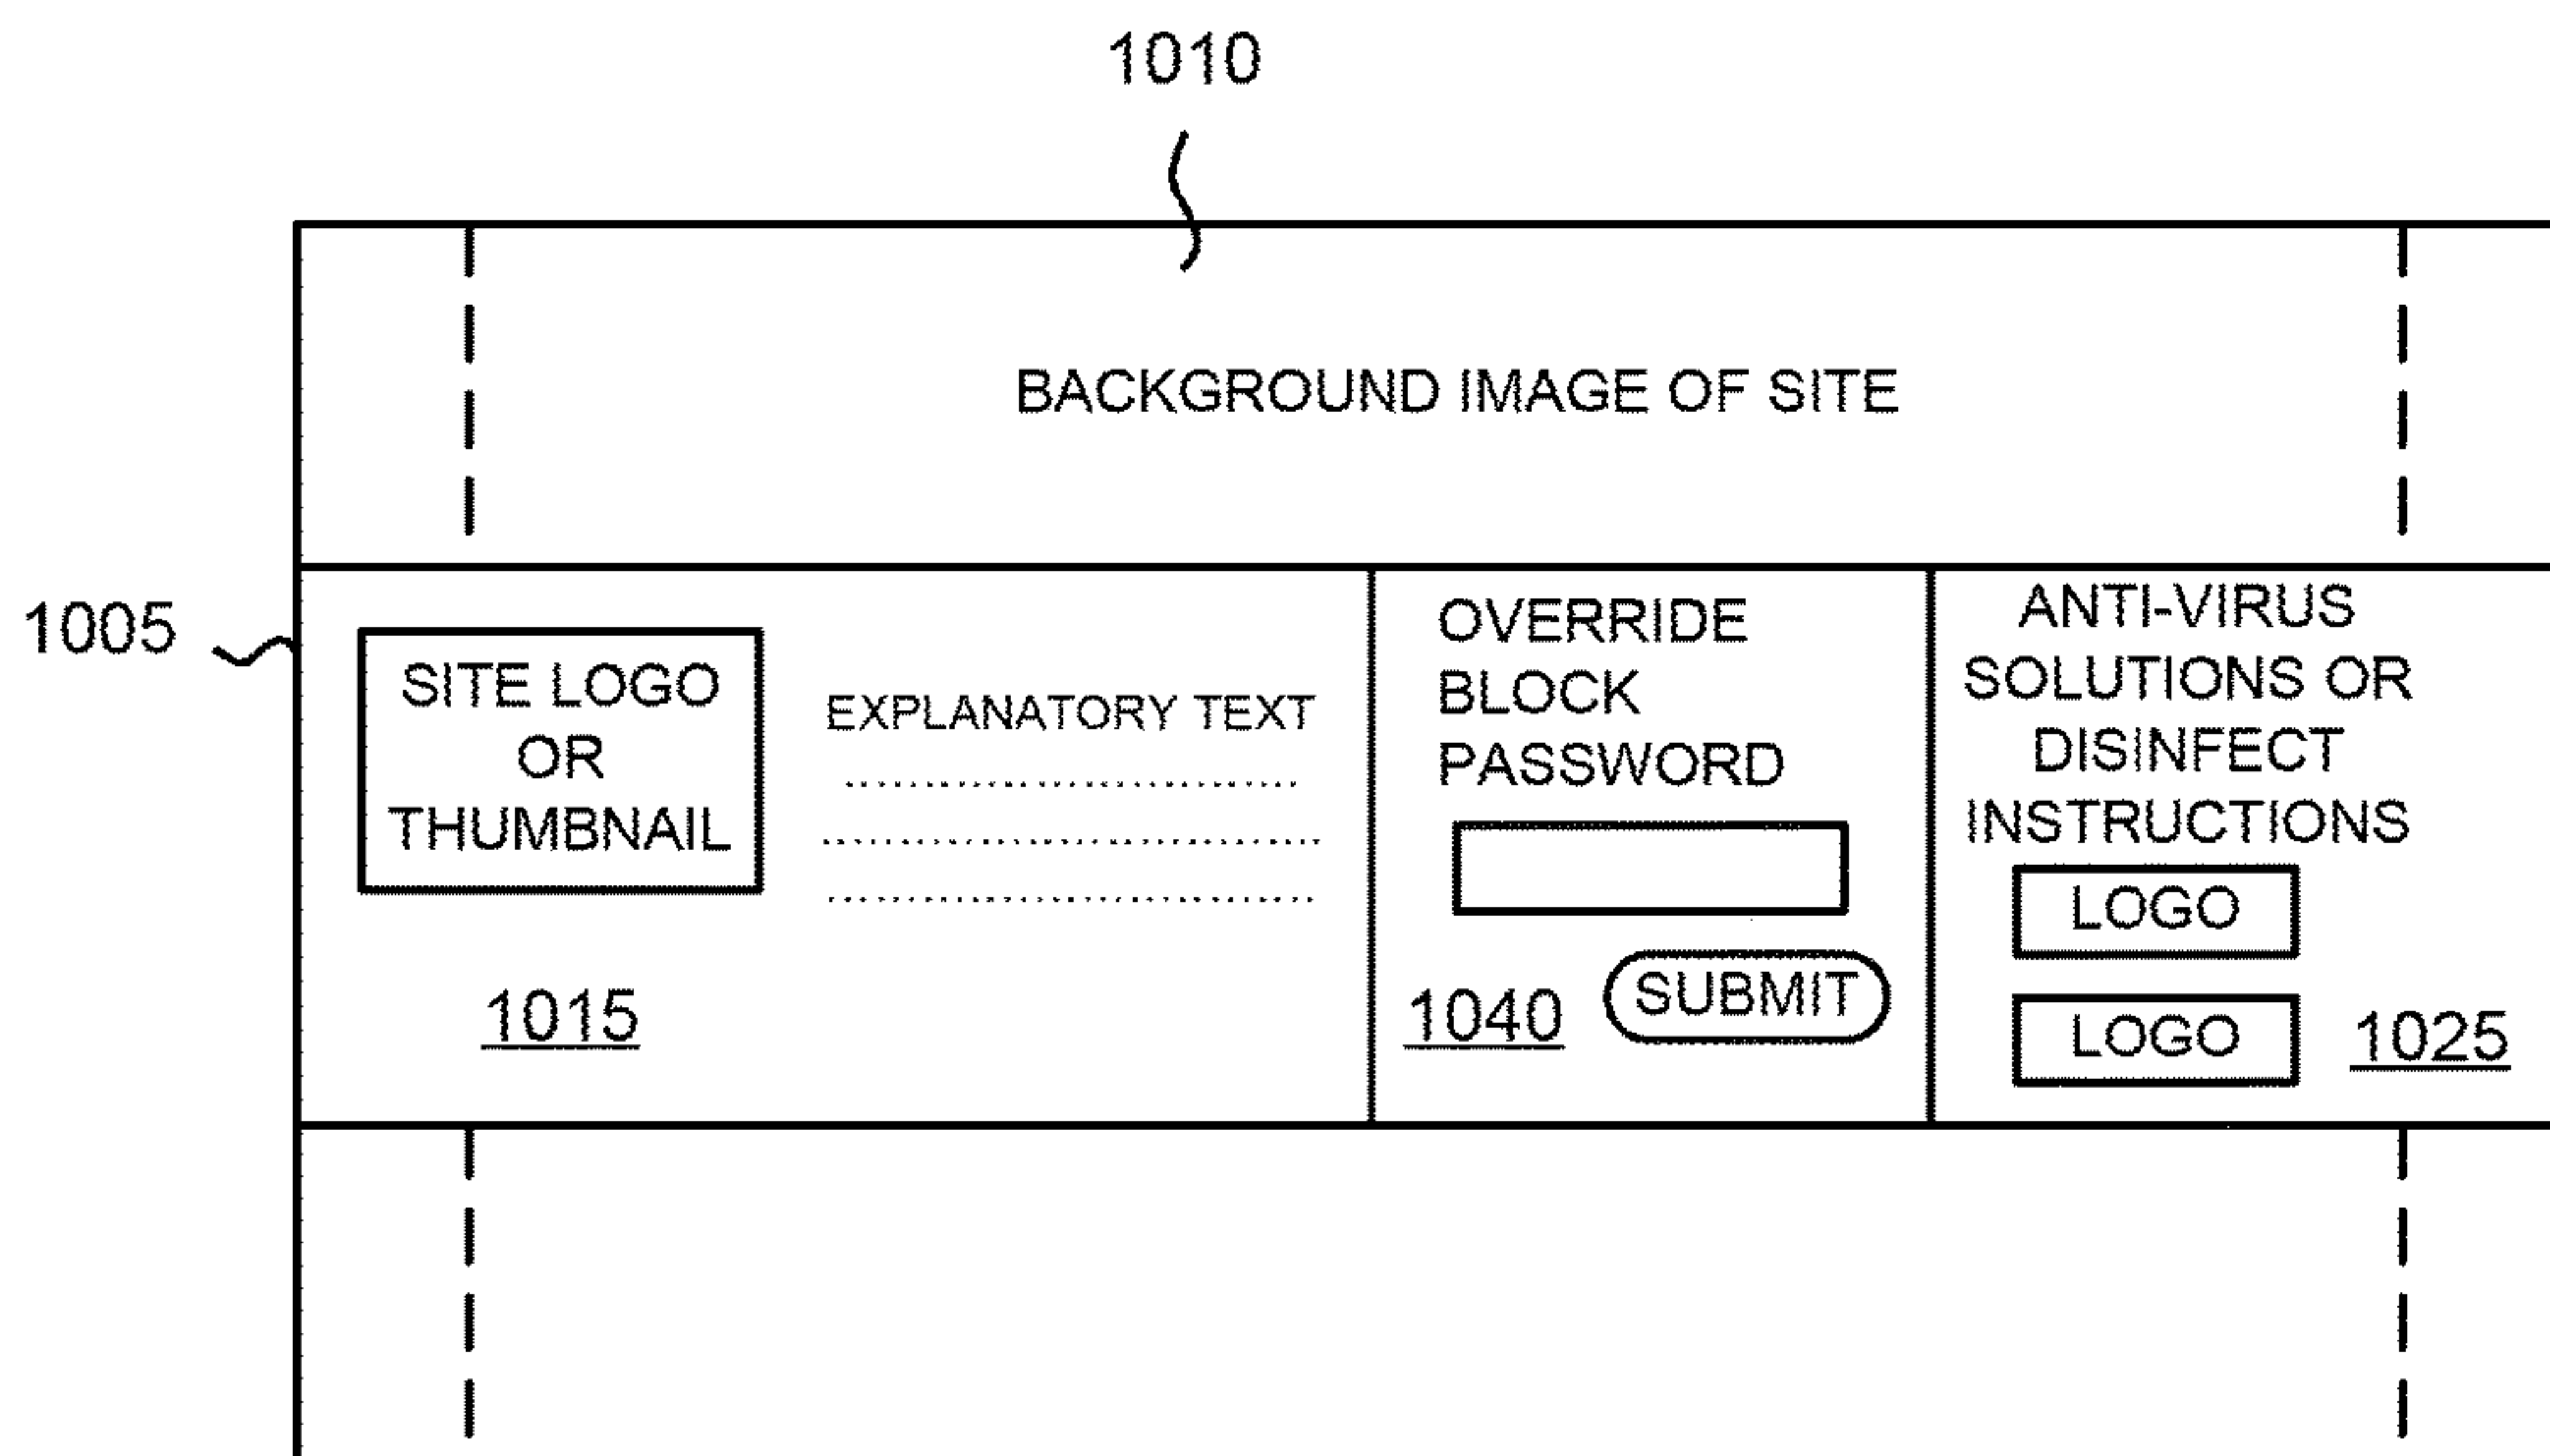 1010
BACKGROUND IMAGE OF SITE
1005
SITE LOGO
OR
THUMBNAIL
EXPLANATORY TEXT
1015
OVERRIDE
BLOCK
PASSWORD
SUBMIT
1040
ANTI-VIRUS
SOLUTIONS OR
DISINFECT
INSTRUCTIONS
LOGO
LOGO
1025